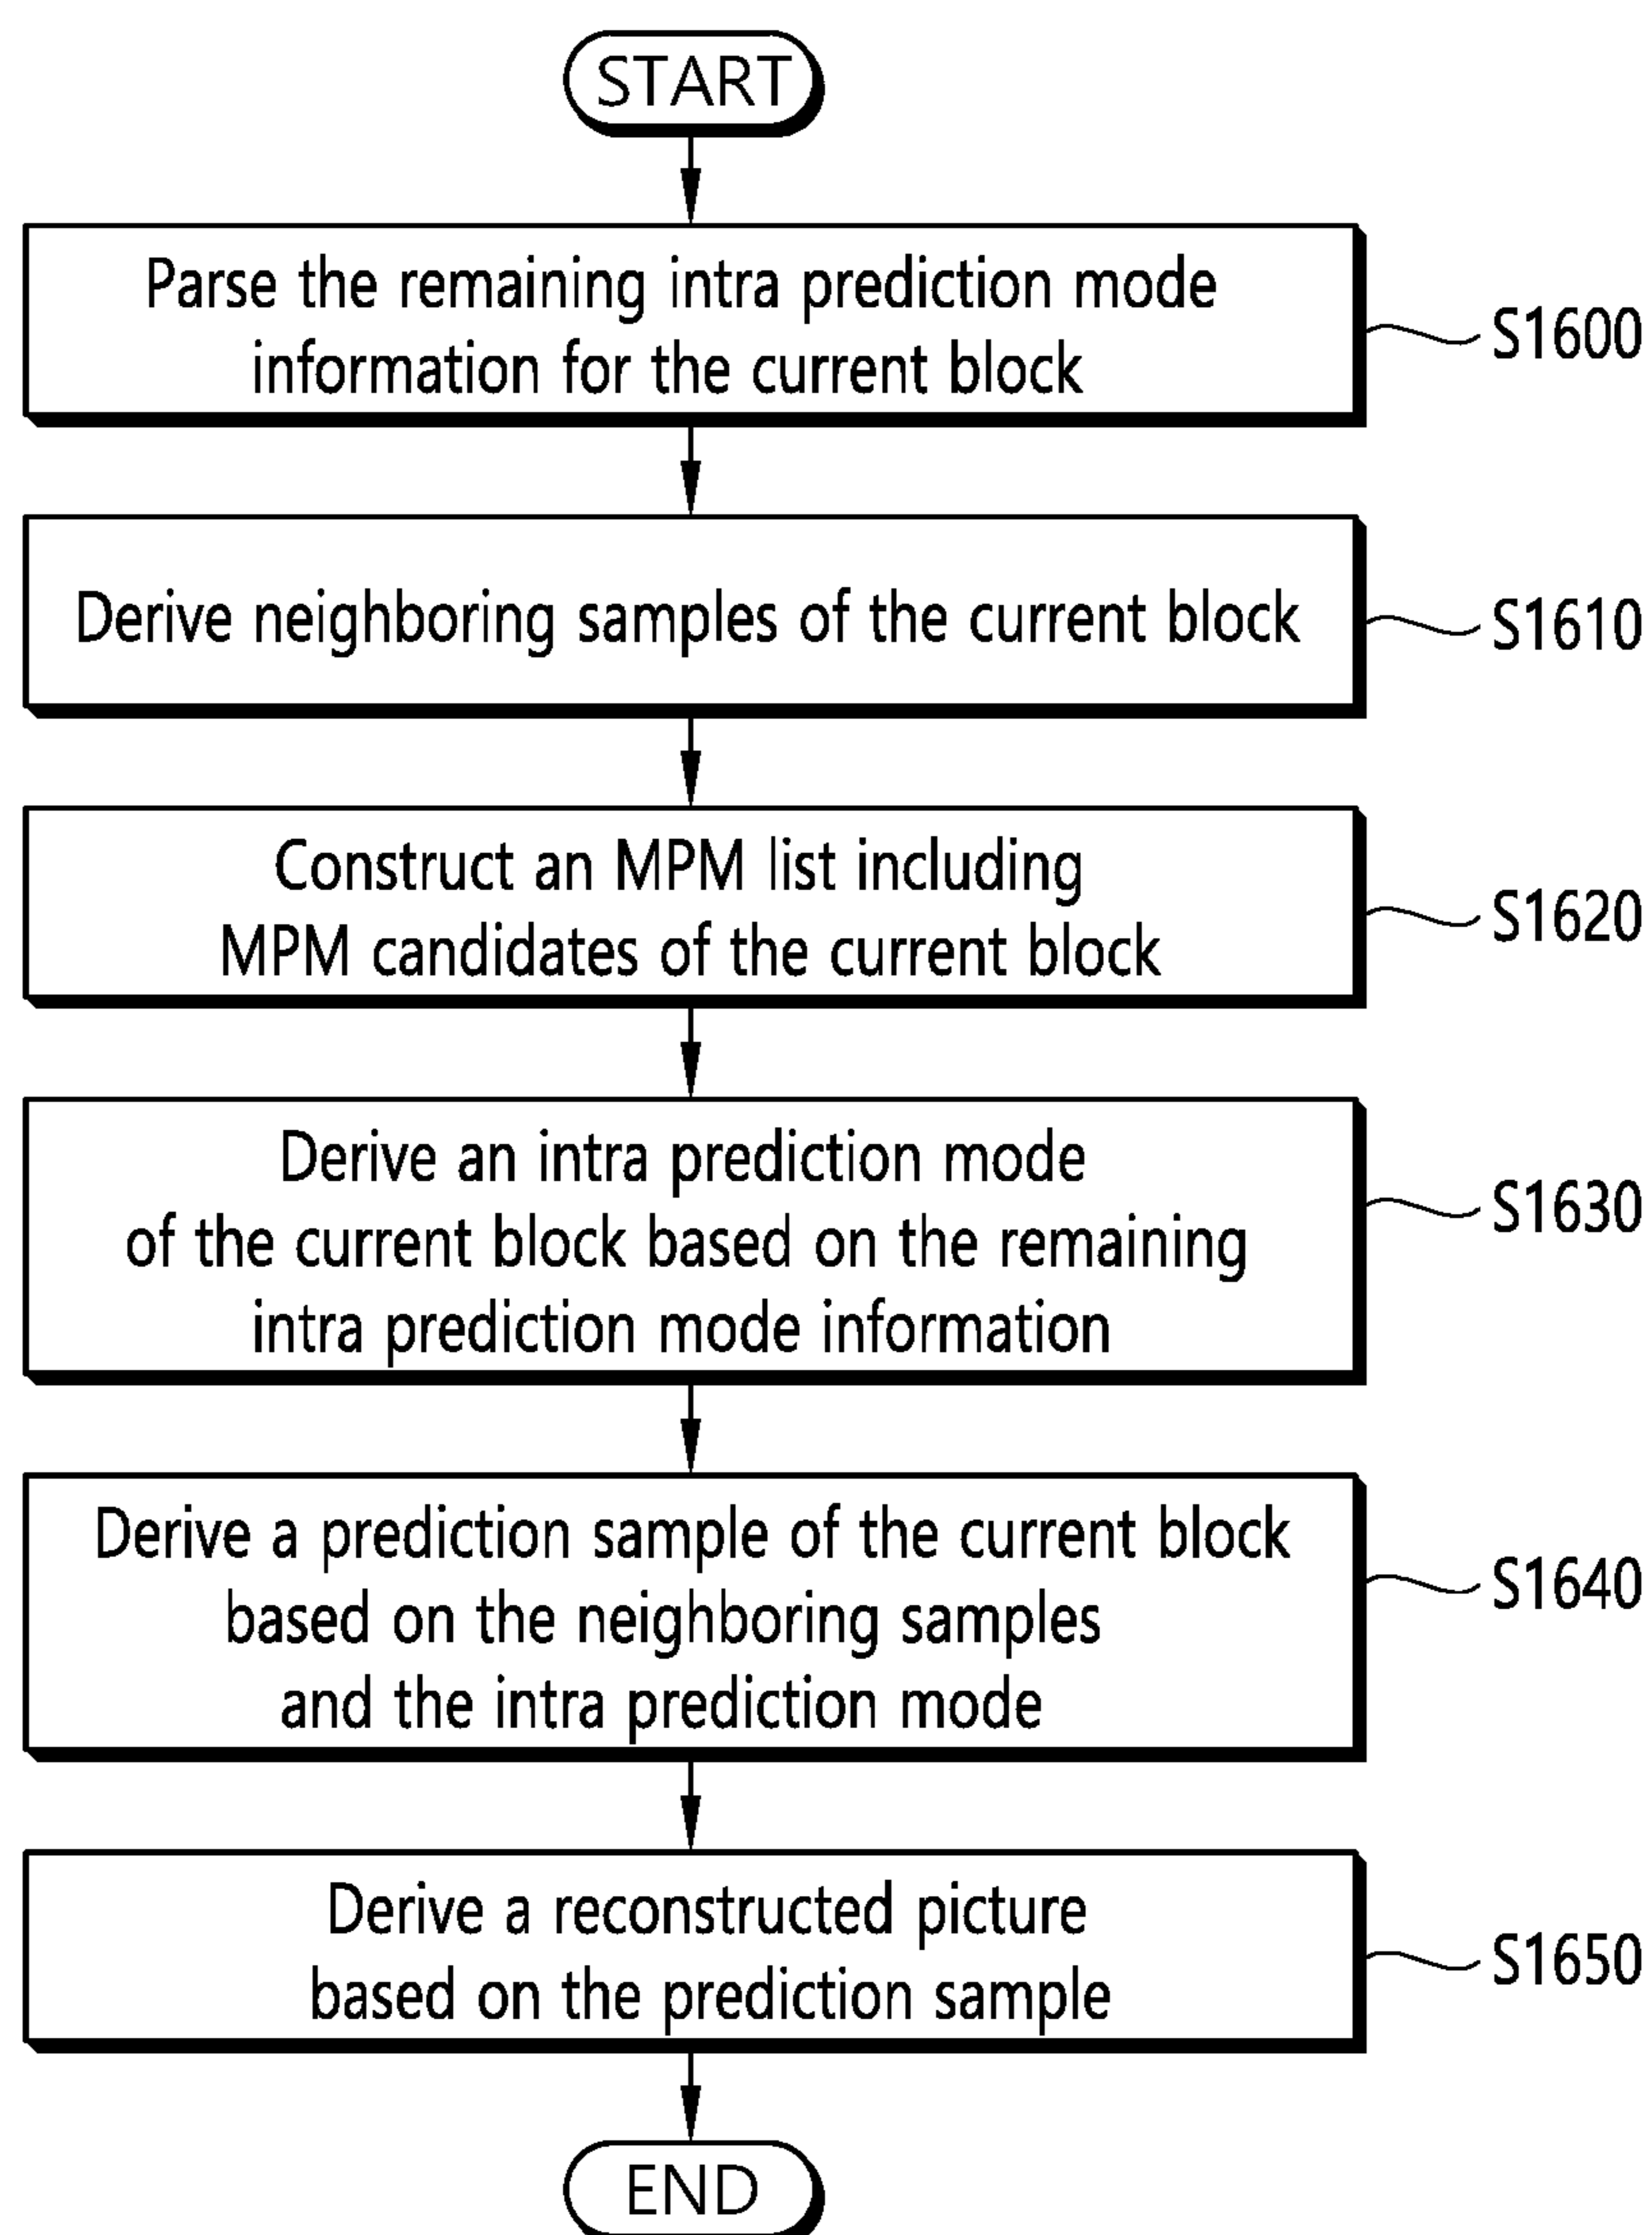 START
Parse the remaining intra prediction mode
information for the current block
S1600
Derive neighboring samples of the current block
S1610
Construct an MPM list including
MPM candidates of the current block
S1620
Derive an intra prediction mode
of the current block based on the remaining
intra prediction mode information
S1630
Derive a prediction sample of the current block
based on the neighboring samples
and the intra prediction mode
S1640
Derive a reconstructed picture
based on the prediction sample
S1650
END